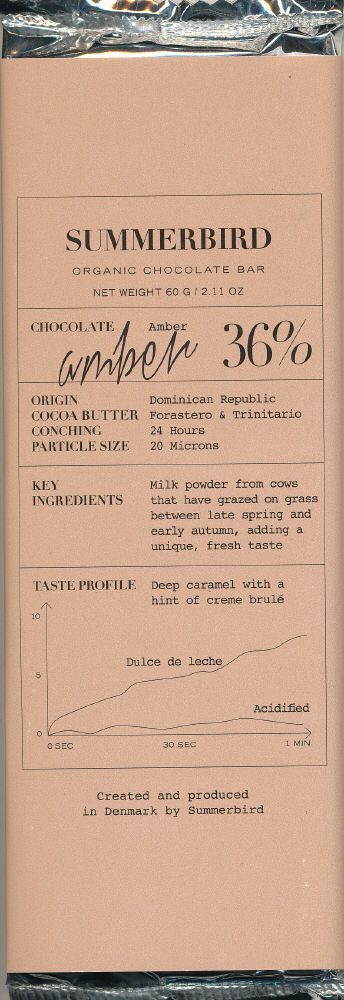 SUMMERBIRD
ORGANIC CHOCOLATE BAR
NET WEIGHT 60 G / 2.11 OZ
CHOCOLATE Amber
amber 36%
ORIGIN Dominican Republic
COCOA BUTTER Forastero & Trinitario
CONCHING 24 Hours
PARTICLE SIZE 20 Microns
KEY INGREDIENTS
Milk powder from cows
that have grazed on grass
between late spring and
early autumn, adding a
unique, fresh taste
TASTE PROFILE Deep caramel with a
hint of creme brulé
10
Dulce de leche
5
Acidified
0
0 SEC 30 SEC 1 MIN
Created and produced
in Denmark by Summerbird